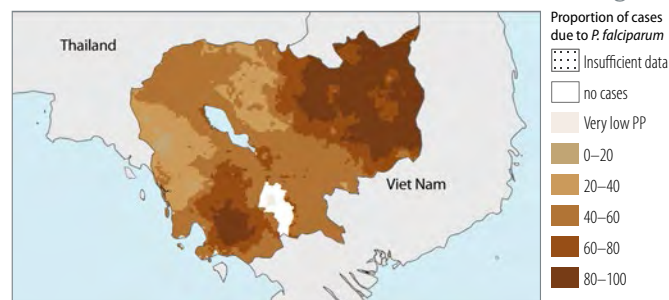 Proportion of cases
due to P. falciparum
Thailand
Insufficient data
no cases
Very low PP
0–20
20–40
Viet Nam
40–60
60–80
80–100